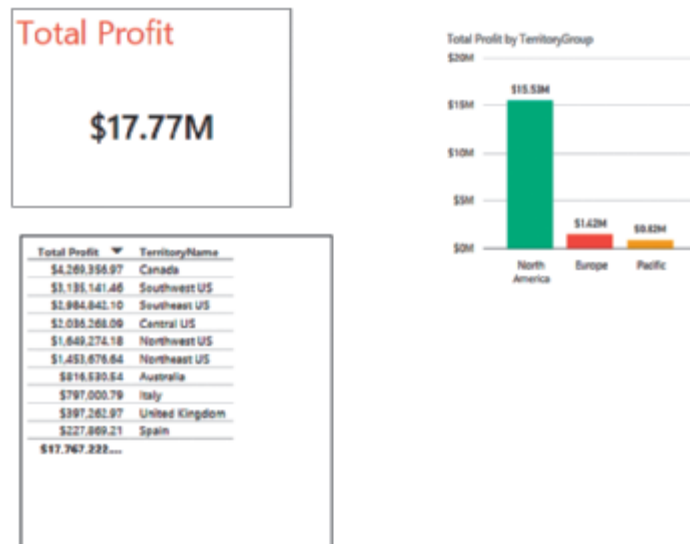 Total Profit
$17.77M
Total Profit by TerritoryGroup
$20M
$15M
$10M
$5M
$0M
$15.53M
$1.42M
$0.82M
North America
Europe
Pacific
Total Profit TerritoryName
$4,269,356.97 Canada
$3,135,141.46 Southwest US
$2,984,842.10 Southeast US
$2,036,268.09 Central US
$1,649,274.18 Northwest US
$1,453,676.64 Northeast US
$816,530.54 Australia
$797,000.79 Italy
$397,262.97 United Kingdom
$227,869.21 Spain
$17,767,222....